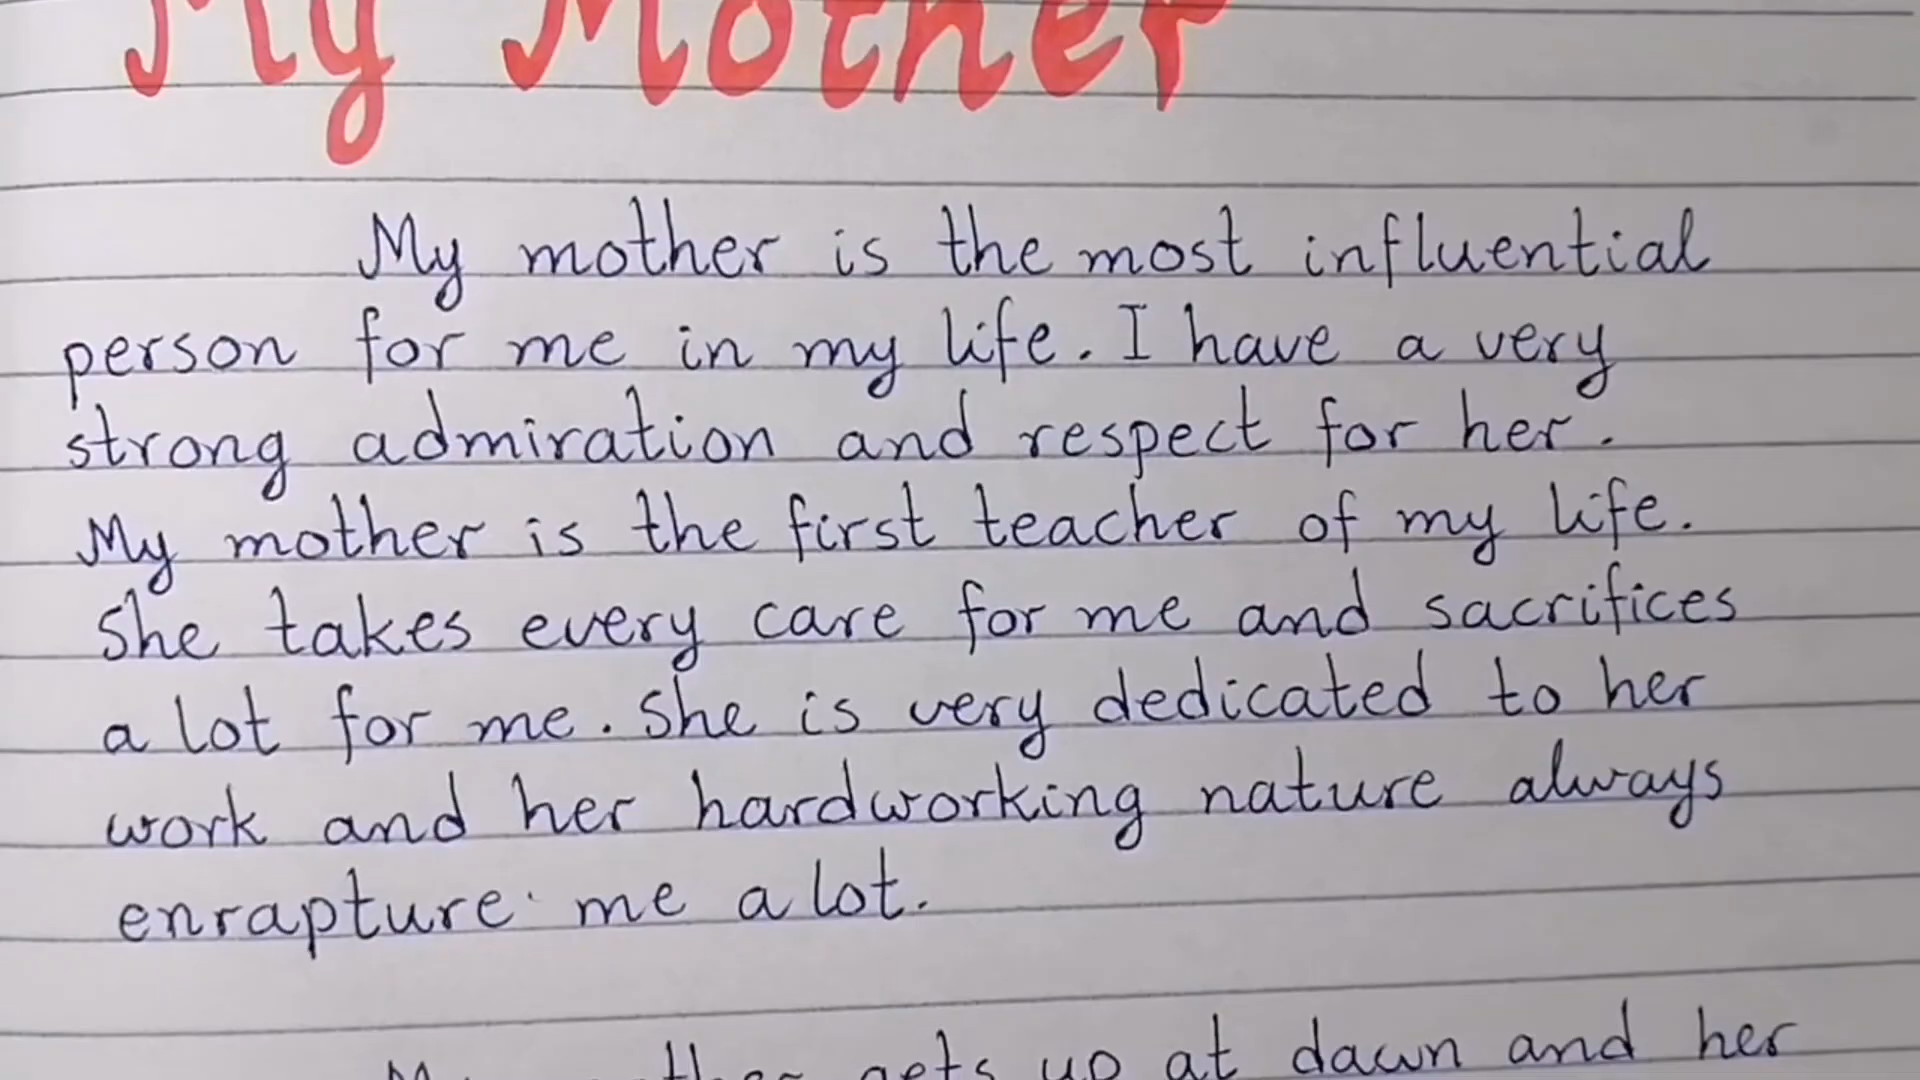 My Mother
My mother is the most influential
person for me in my life. I have a very
strong admiration and respect for her.
My mother is the first teacher of my life.
She takes every care for me and sacrifices
a lot for me. She is very dedicated to her
work and her hardworking nature always
enrapture me a lot.
My mother gets up at dawn and her